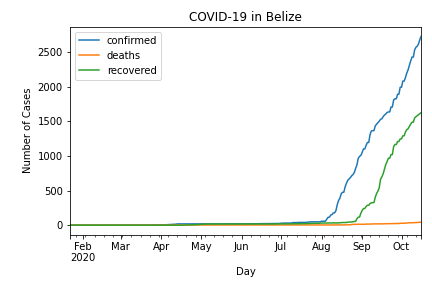 COVID-19 in Belize
confirmed
deaths
recovered
Number of Cases
2500
2000
1500
1000
500
0
Feb Mar Apr May Jun Jul Aug Sep Oct
2020
Day